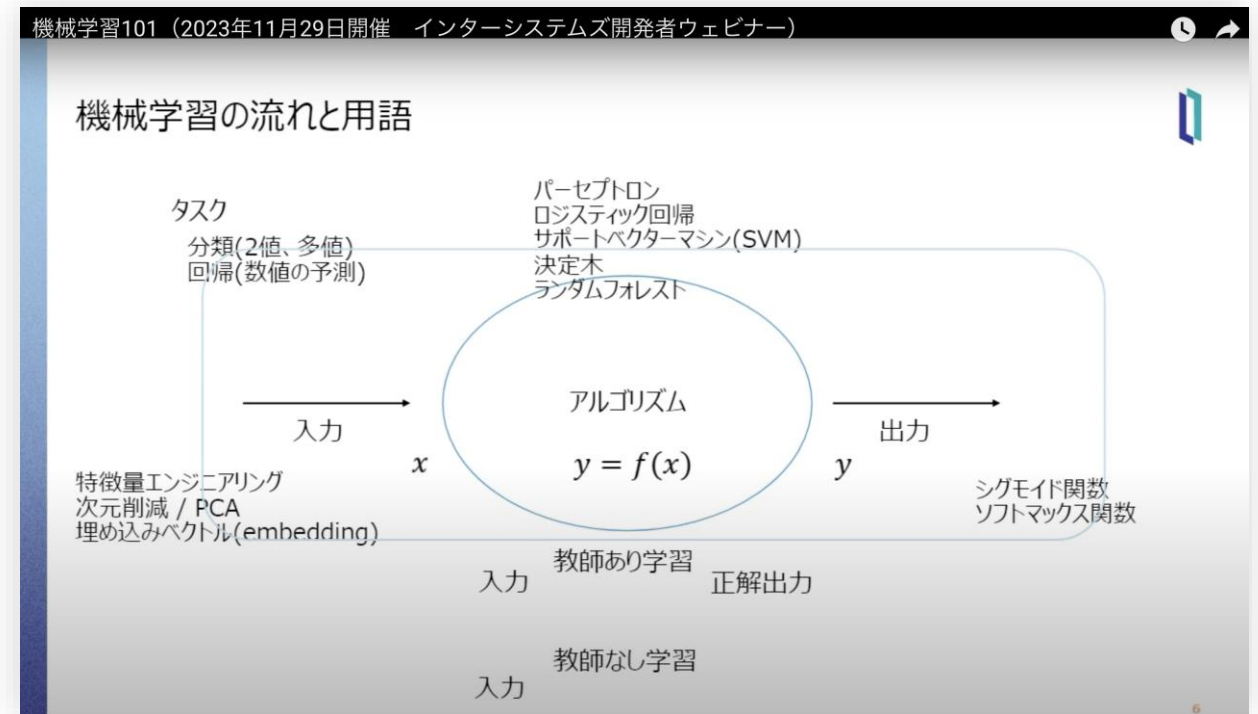 機械学習101（2023年11月29日開催　インターシステムズ開発者ウェビナー）
機械学習の流れと用語
タスク
分類(2値、多値)
回帰(数値の予測)
パーセプトロン
ロジスティック回帰
サポートベクターマシン(SVM)
決定木
ランダムフォレスト
入力
x
アルゴリズム
y = f(x)
出力
y
特徴量エンジニアリング
次元削減 / PCA
埋め込みベクトル(embedding)
シグモイド関数
ソフトマックス関数
入力
教師あり学習
正解出力
教師なし学習
入力
6